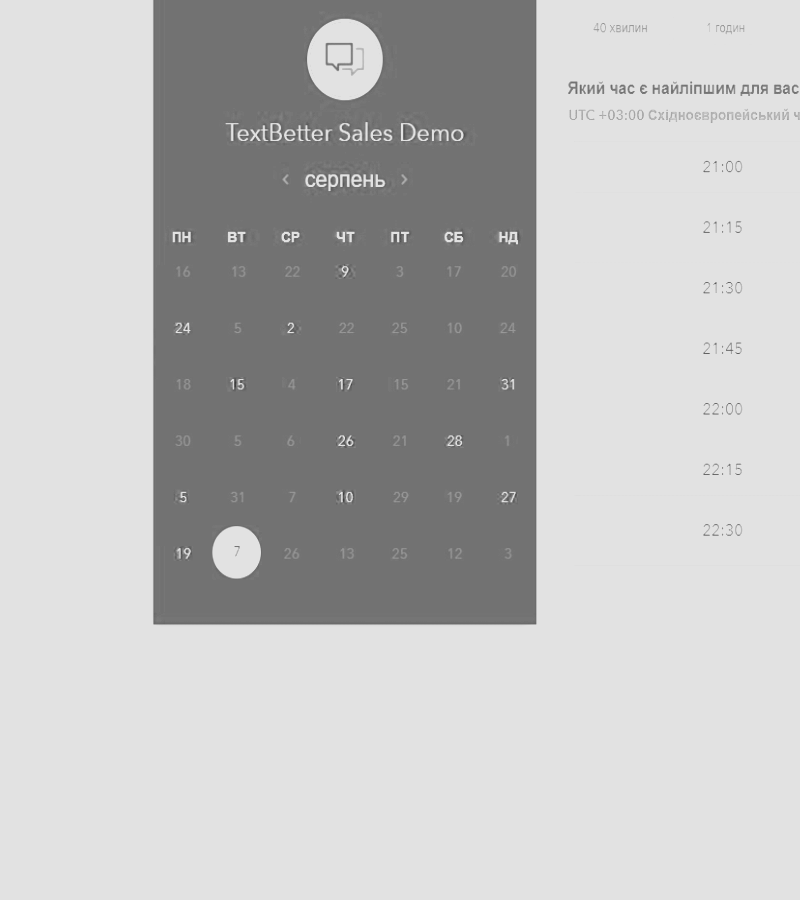 TextBetter Sales Demo
‹ серпень ›
ПН ВТ СР ЧТ ПТ СБ НД
16 13 22 9 3 17 20
24 5 2 22 25 10 24
18 15 4 17 15 21 31
30 5 6 26 21 28 1
5 31 7 10 29 19 27
19 7 26 13 25 12 3
40 хвилин 1 годин
Який час є найліпшим для вас
UTC +03:00 Східноєвропейський ч
21:00
21:15
21:30
21:45
22:00
22:15
22:30